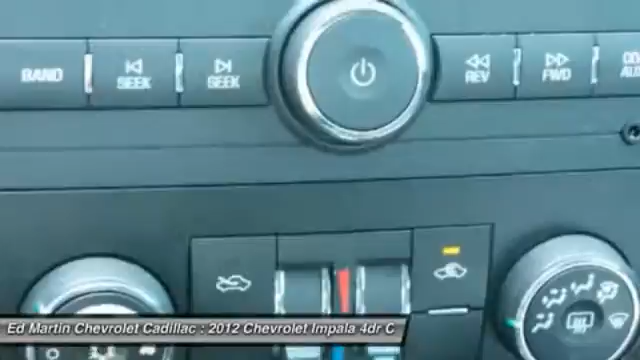 BAND
SEEK
SEEK
REV
FWD
Ed Martin Chevrolet Cadillac : 2012 Chevrolet Impala 4dr C